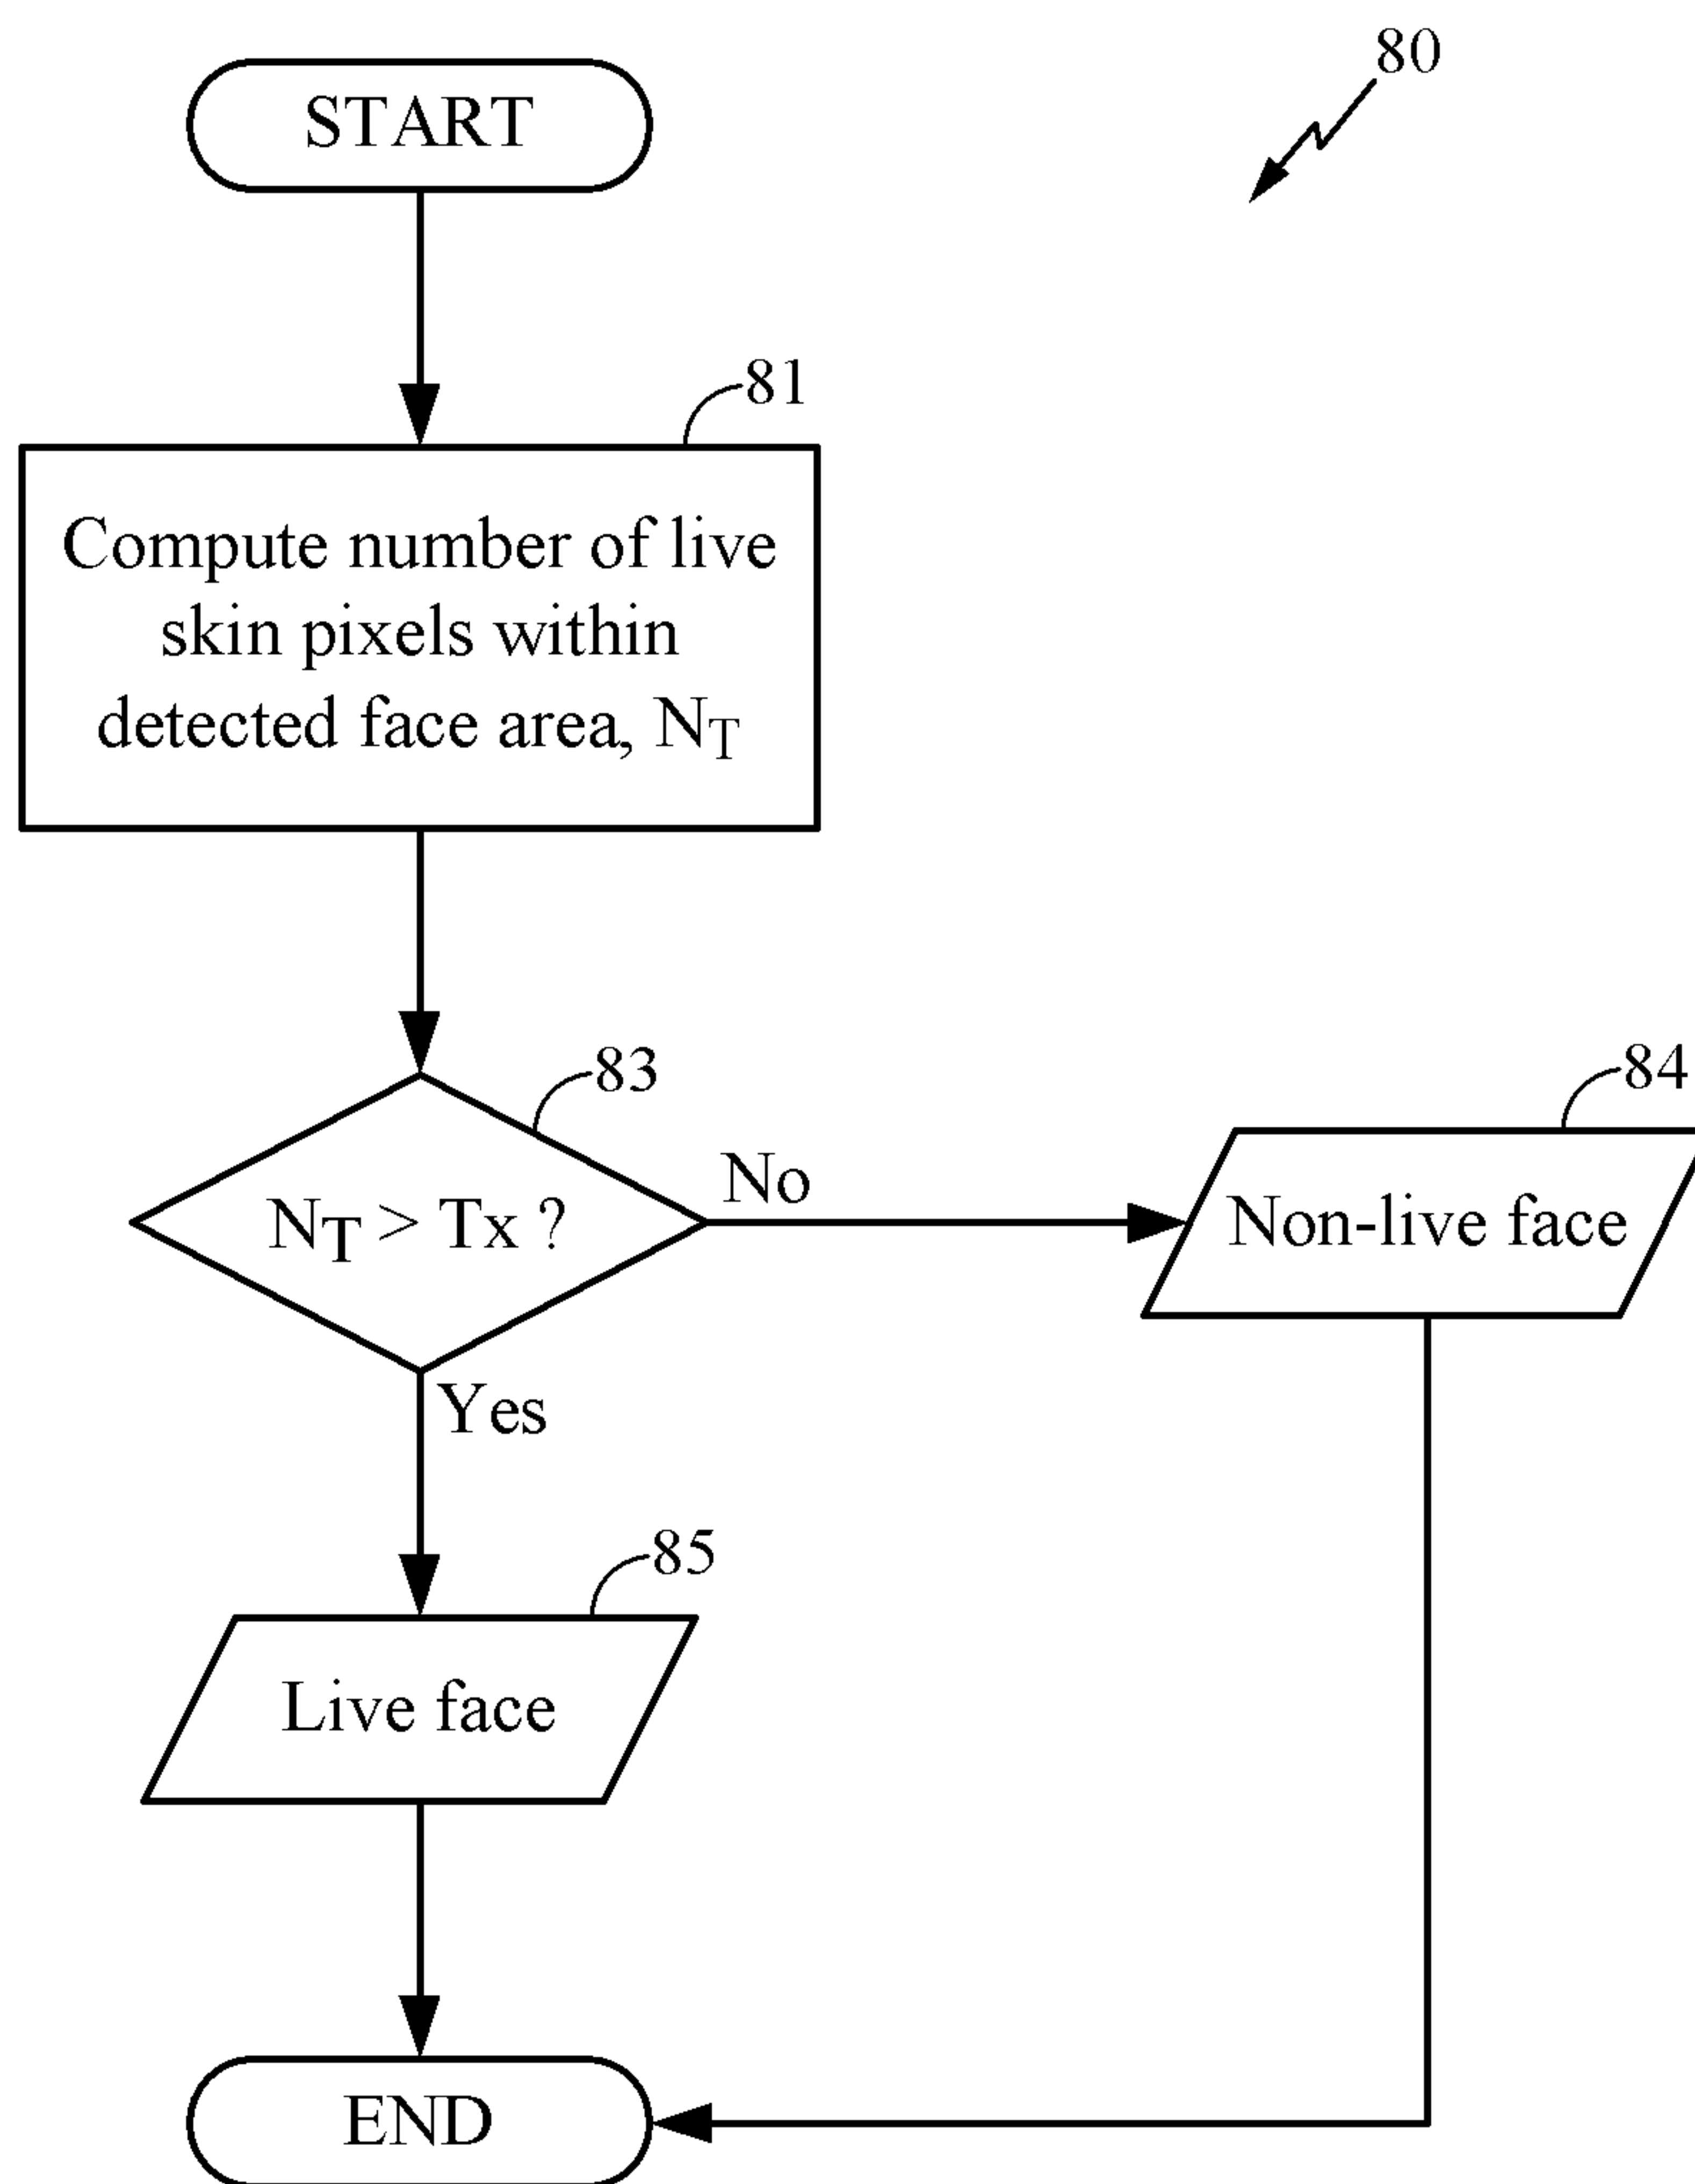 80
START
81
Compute number of live
skin pixels within
detected face area, NT
83
NT > Tx ?
No
84
Non-live face
Yes
85
Live face
END